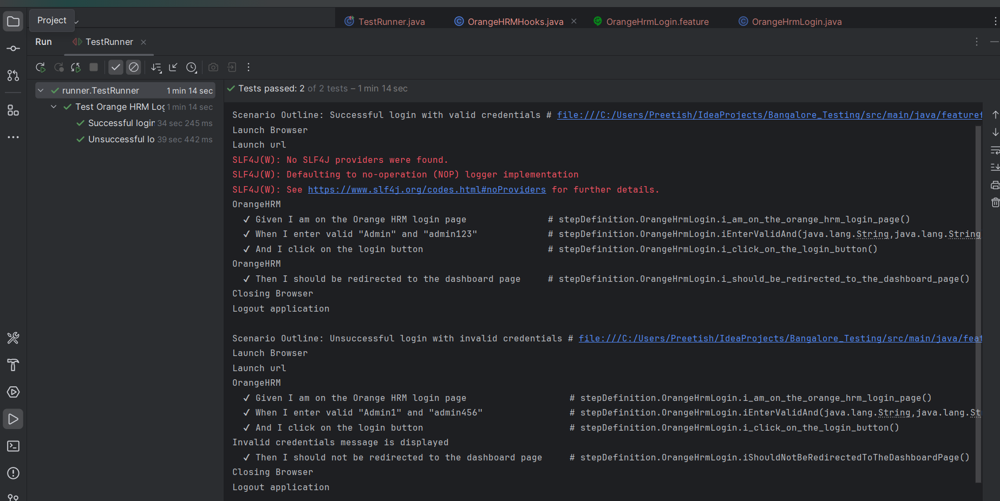 Project
TestRunner.java
OrangeHRMHooks.java
OrangeHrmLogin.feature
OrangeHrmLogin.java
Run
TestRunner
runner.TestRunner 1 min 14 sec
Test Orange HRM Log 1 min 14 sec
Successful login 34 sec 245 ms
Unsuccessful lo 39 sec 442 ms
Tests passed: 2 of 2 tests – 1 min 14 sec
Scenario Outline: Successful login with valid credentials # file:///C:/Users/Preetish/IdeaProjects/Bangalore_Testing/src/main/java/featuref
Launch Browser
Launch url
SLF4J(W): No SLF4J providers were found.
SLF4J(W): Defaulting to no-operation (NOP) logger implementation
SLF4J(W): See https://www.slf4j.org/codes.html#noProviders for further details.
OrangeHRM
✔ Given I am on the Orange HRM login page # stepDefinition.OrangeHrmLogin.i_am_on_the_orange_hrm_login_page()
✔ When I enter valid "Admin" and "admin123" # stepDefinition.OrangeHrmLogin.iEnterValidAnd(java.lang.String,java.lang.String
✔ And I click on the login button # stepDefinition.OrangeHrmLogin.i_click_on_the_login_button()
OrangeHRM
✔ Then I should be redirected to the dashboard page # stepDefinition.OrangeHrmLogin.i_should_be_redirected_to_the_dashboard_page()
Closing Browser
Logout application
Scenario Outline: Unsuccessful login with invalid credentials # file:///C:/Users/Preetish/IdeaProjects/Bangalore_Testing/src/main/java/feat
Launch Browser
Launch url
OrangeHRM
✔ Given I am on the Orange HRM login page # stepDefinition.OrangeHrmLogin.i_am_on_the_orange_hrm_login_page()
✔ When I enter valid "Admin1" and "admin456" # stepDefinition.OrangeHrmLogin.iEnterValidAnd(java.lang.String,java.lang.St
✔ And I click on the login button # stepDefinition.OrangeHrmLogin.i_click_on_the_login_button()
Invalid credentials message is displayed
✔ Then I should not be redirected to the dashboard page # stepDefinition.OrangeHrmLogin.iShouldNotBeRedirectedToTheDashboardPage()
Closing Browser
Logout application